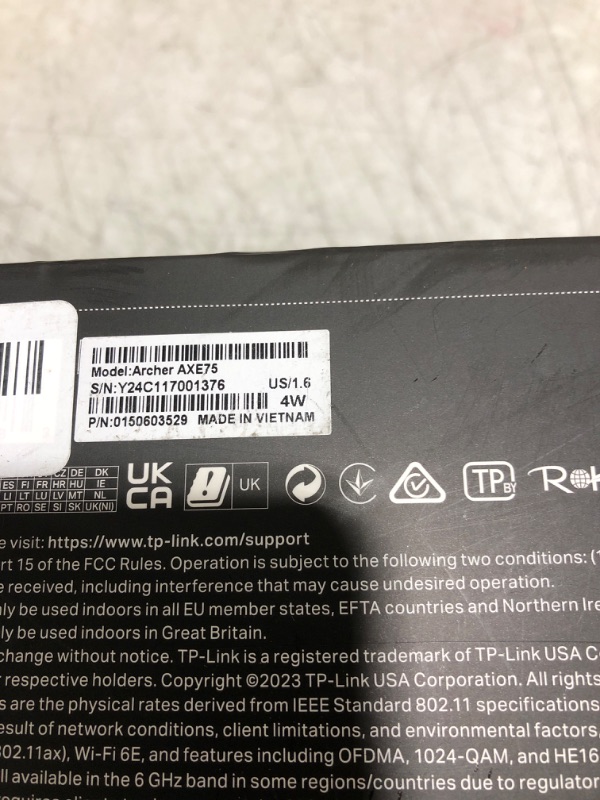 Model:Archer AXE75
S/N:Y24C117001376 US/1.6
4W
P/N:0150603529 MADE IN VIETNAM
CZ DE DK
ES FI FR HR HU IE
LI LT LU LV MT NL
PT RO SE SI SK UK(NI)
UK
CA
UK
TP BY
e visit: https://www.tp-link.com/support
rt 15 of the FCC Rules. Operation is subject to the following two conditions: (1
e received, including interference that may cause undesired operation.
nly be used indoors in all EU member states, EFTA countries and Northern Ire
ly be used indoors in Great Britain.
change without notice. TP-Link is a registered trademark of TP-Link USA Co
r respective holders. Copyright ©2023 TP-Link USA Corporation. All rights
s are the physical rates derived from IEEE Standard 802.11 specifications
esult of network conditions, client limitations, and environmental factors,
802.11ax), Wi-Fi 6E, and features including OFDMA, 1024-QAM, and HE16
ll available in the 6 GHz band in some regions/countries due to regulator